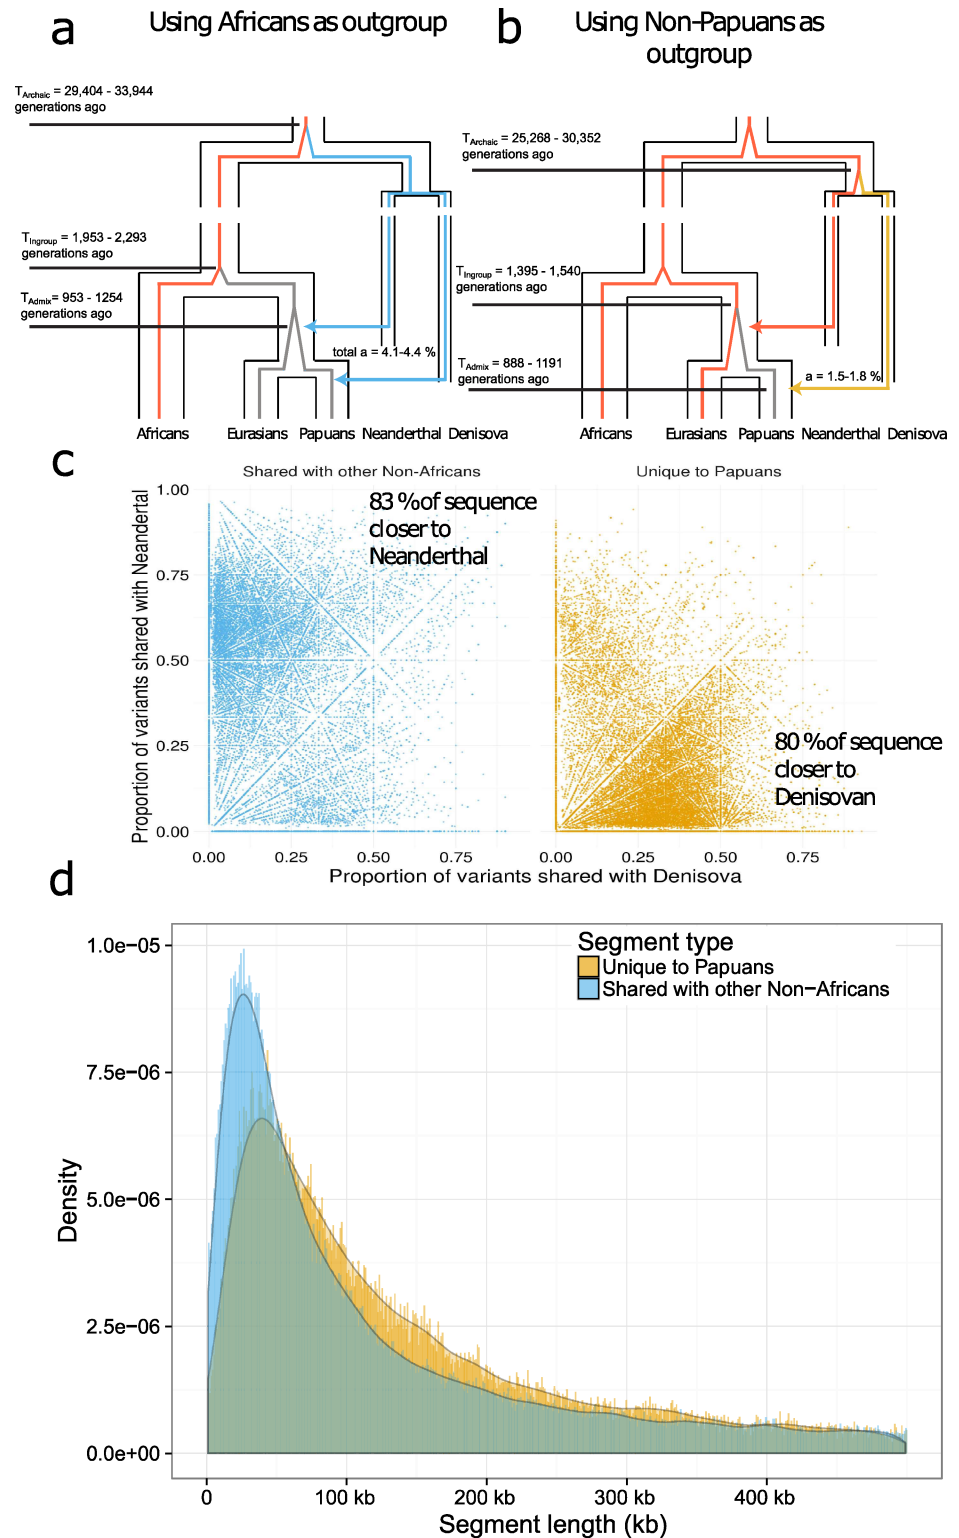 a
Using Africans as outgroup
b
Using Non-Papuans as
outgroup
TArchaic = 29,404 - 33,944
generations ago
TIngroup = 1,953 - 2,293
generations ago
TAdmix= 953 - 1254
generations ago
total a = 4.1-4.4 %
Africans Eurasians Papuans Neanderthal Denisova
TArchaic = 25,268 - 30,352
generations ago
TIngroup = 1,395 - 1,540
generations ago
TAdmix = 888 - 1191
generations ago
a = 1.5-1.8 %
Africans Eurasians Papuans Neanderthal Denisova
c
Shared with other Non-Africans
Unique to Papuans
Proportion of variants shared with Neandertal
1.00
0.75
0.50
0.25
0.00
83 % of sequence
closer to
Neanderthal
80 % of sequence
closer to
Denisovan
0.00 0.25 0.50 0.75
0.00 0.25 0.50 0.75
Proportion of variants shared with Denisova
d
Density
1.0e−05
7.5e−06
5.0e−06
2.5e−06
0.0e+00
Segment type
Unique to Papuans
Shared with other Non−Africans
0 100 kb 200 kb 300 kb 400 kb
Segment length (kb)